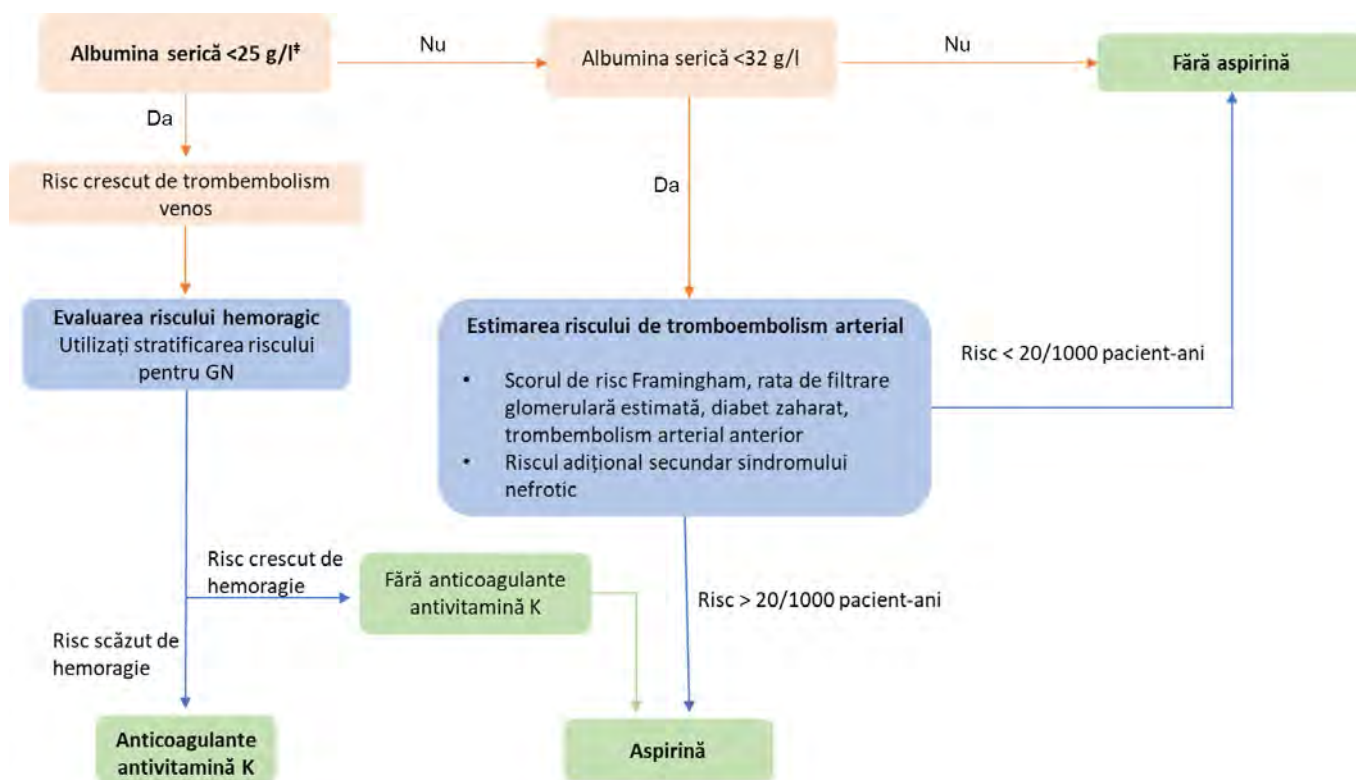 Albumina serică <25 g/l‡
Nu
Albumina serică <32 g/l
Nu
Fără aspirină
Da
Da
Risc crescut de trombembolism
venos
Evaluarea riscului hemoragic
Utilizați stratificarea riscului
pentru GN
Estimarea riscului de tromboembolism arterial
• Scorul de risc Framingham, rata de filtrare
glomerulară estimată, diabet zaharat,
trombembolism arterial anterior
• Riscul adițional secundar sindromului
nefrotic
Risc < 20/1000 pacient-ani
Risc crescut de
hemoragie
Fără anticoagulante
antivitamină K
Risc > 20/1000 pacient-ani
Risc scăzut de
hemoragie
Anticoagulante
antivitamină K
Aspirină